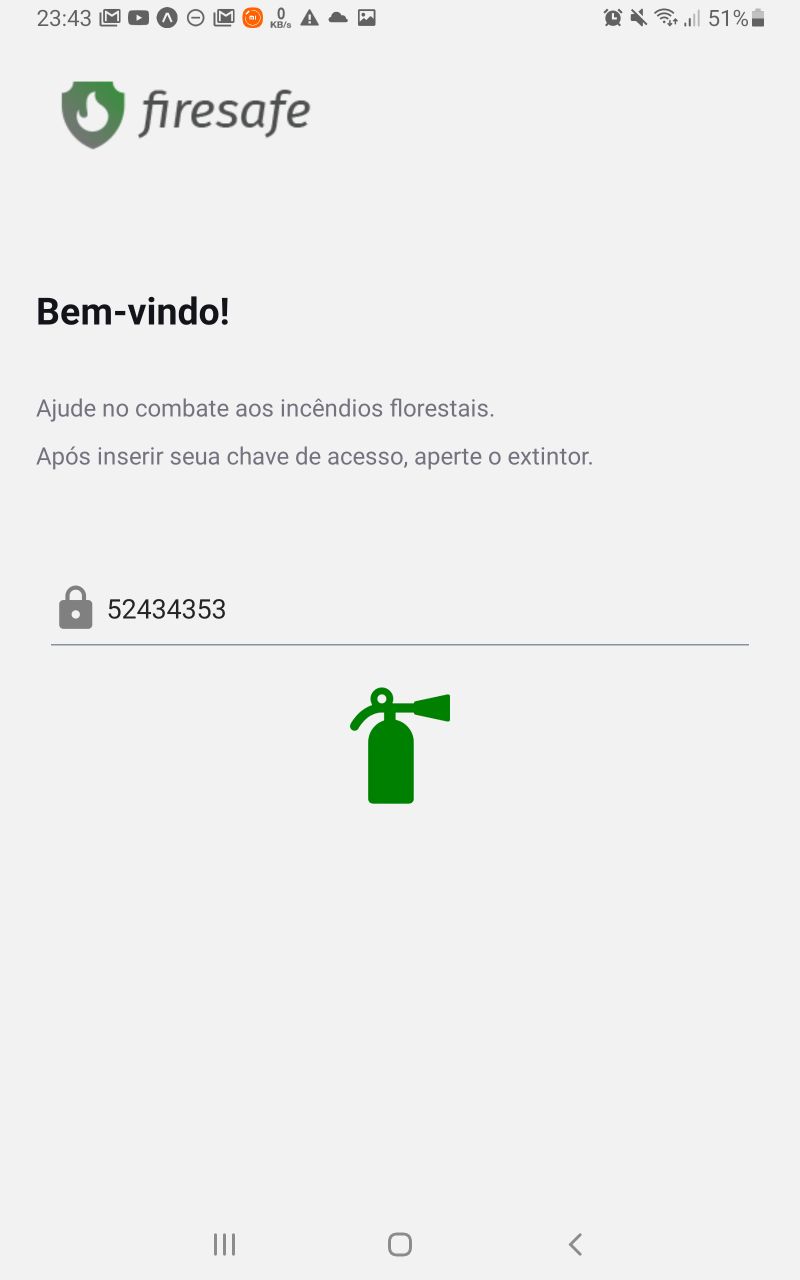 23:43 0 KB/s 51%
firesafe
Bem-vindo!
Ajude no combate aos incêndios florestais.
Após inserir seua chave de acesso, aperte o extintor.
52434353